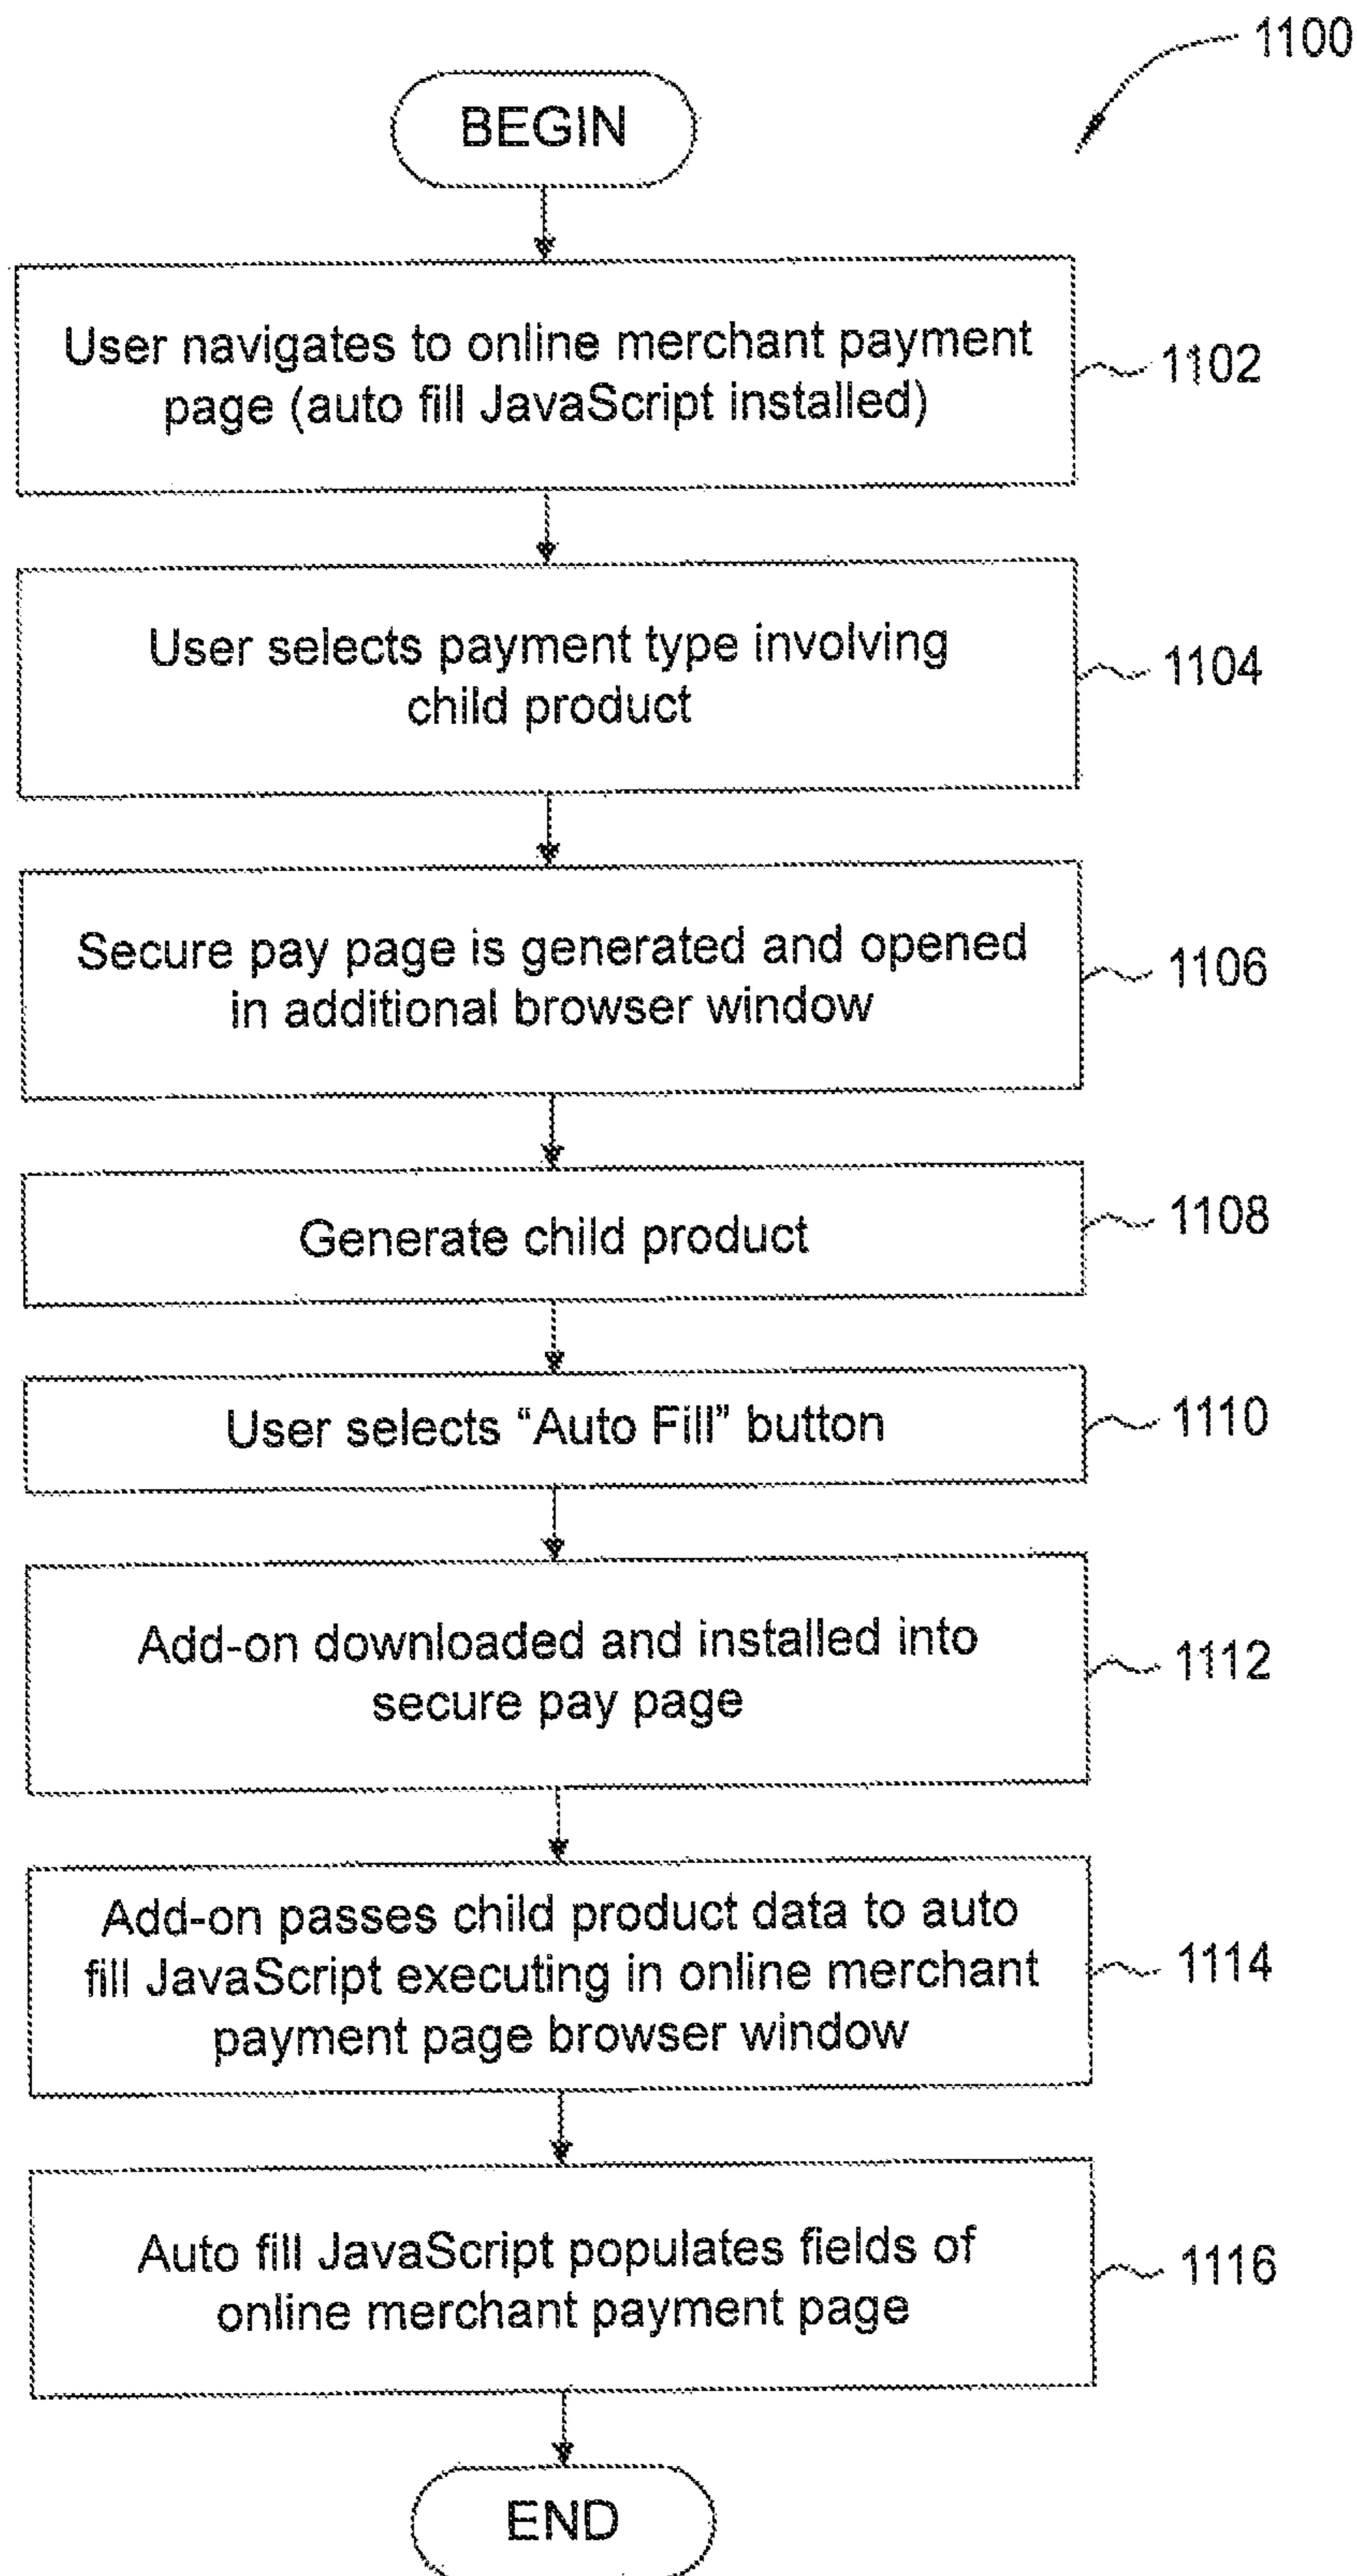 1100
BEGIN
User navigates to online merchant payment
page (auto fill JavaScript installed)
1102
User selects payment type involving
child product
1104
Secure pay page is generated and opened
in additional browser window
1106
Generate child product
1108
User selects “Auto Fill” button
1110
Add-on downloaded and installed into
secure pay page
1112
Add-on passes child product data to auto
fill JavaScript executing in online merchant
payment page browser window
1114
Auto fill JavaScript populates fields of
online merchant payment page
1116
END